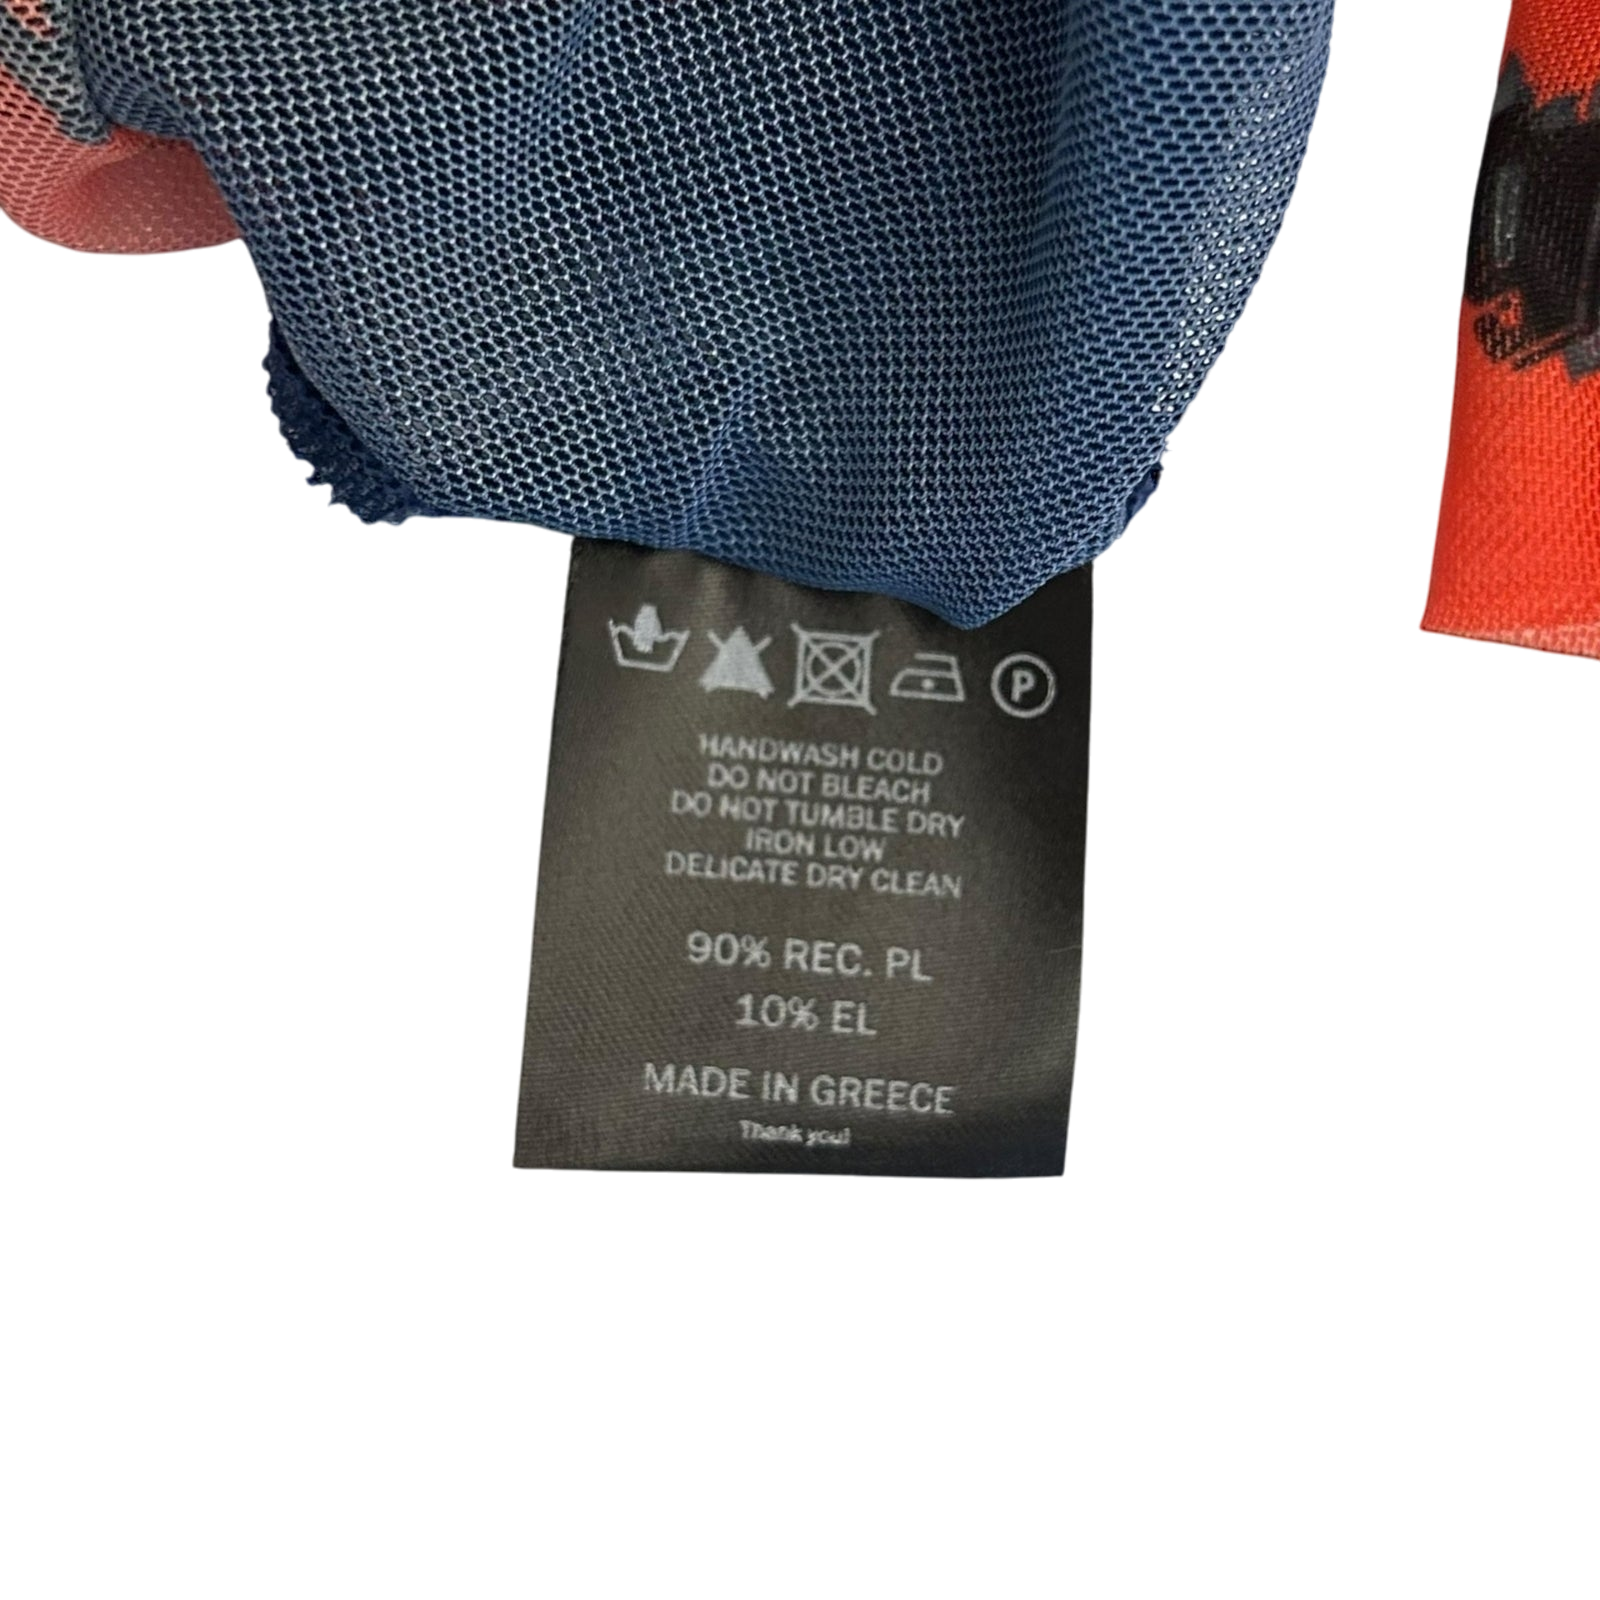 P
HANDWASH COLD
DO NOT BLEACH
DO NOT TUMBLE DRY
IRON LOW
DELICATE DRY CLEAN
90% REC. PL
10% EL
MADE IN GREECE
Thank you!